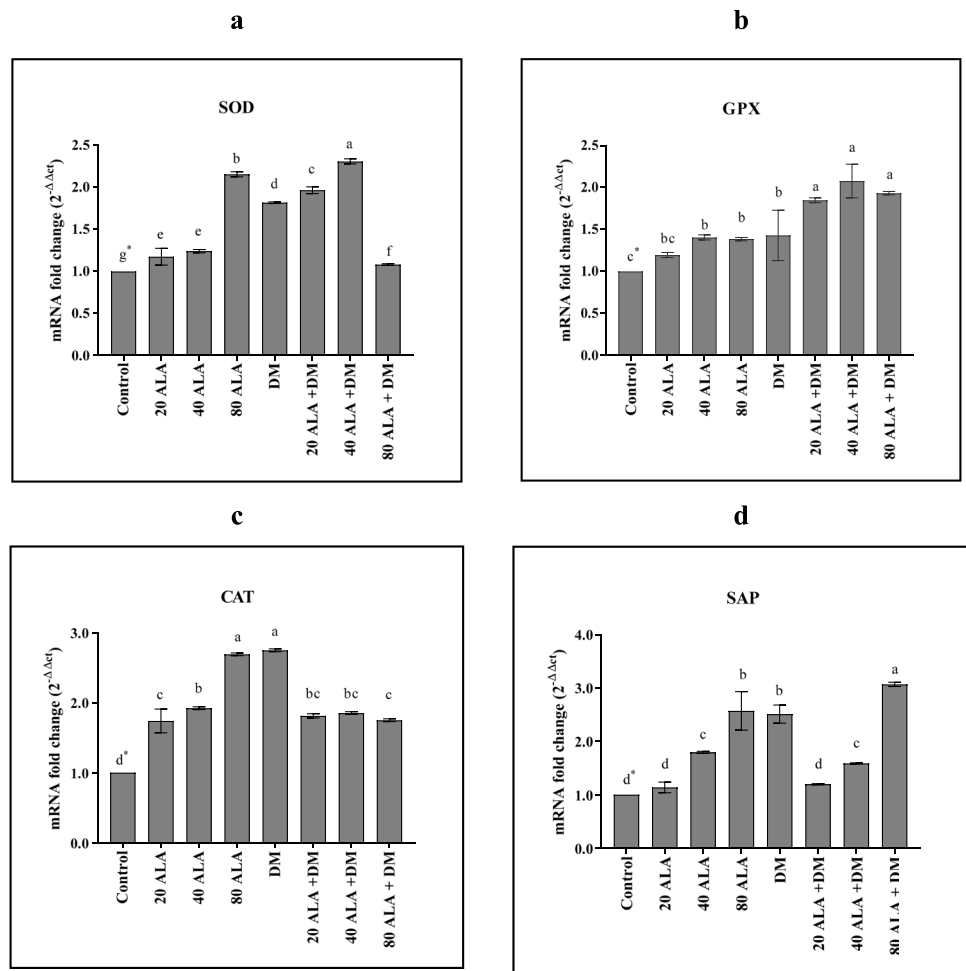 a
SOD
mRNA fold change (2^-ΔΔct)
2.5
2.0
1.5
1.0
0.5
0.0
g*
e
e
b
d
c
a
f
Control
20 ALA
40 ALA
80 ALA
DM
20 ALA +DM
40 ALA +DM
80 ALA + DM
b
GPX
mRNA fold change (2^-ΔΔct)
2.5
2.0
1.5
1.0
0.5
0.0
c*
bc
b
b
b
a
a
a
Control
20 ALA
40 ALA
80 ALA
DM
20 ALA +DM
40 ALA +DM
80 ALA + DM
c
CAT
mRNA fold change (2^-ΔΔct)
3.0
2.0
1.0
0.0
d*
c
b
a
a
bc
bc
c
Control
20 ALA
40 ALA
80 ALA
DM
20 ALA +DM
40 ALA +DM
80 ALA + DM
d
SAP
mRNA fold change (2^-ΔΔct)
4.0
3.0
2.0
1.0
0.0
d*
d
c
b
b
d
c
a
Control
20 ALA
40 ALA
80 ALA
DM
20 ALA +DM
40 ALA +DM
80 ALA + DM